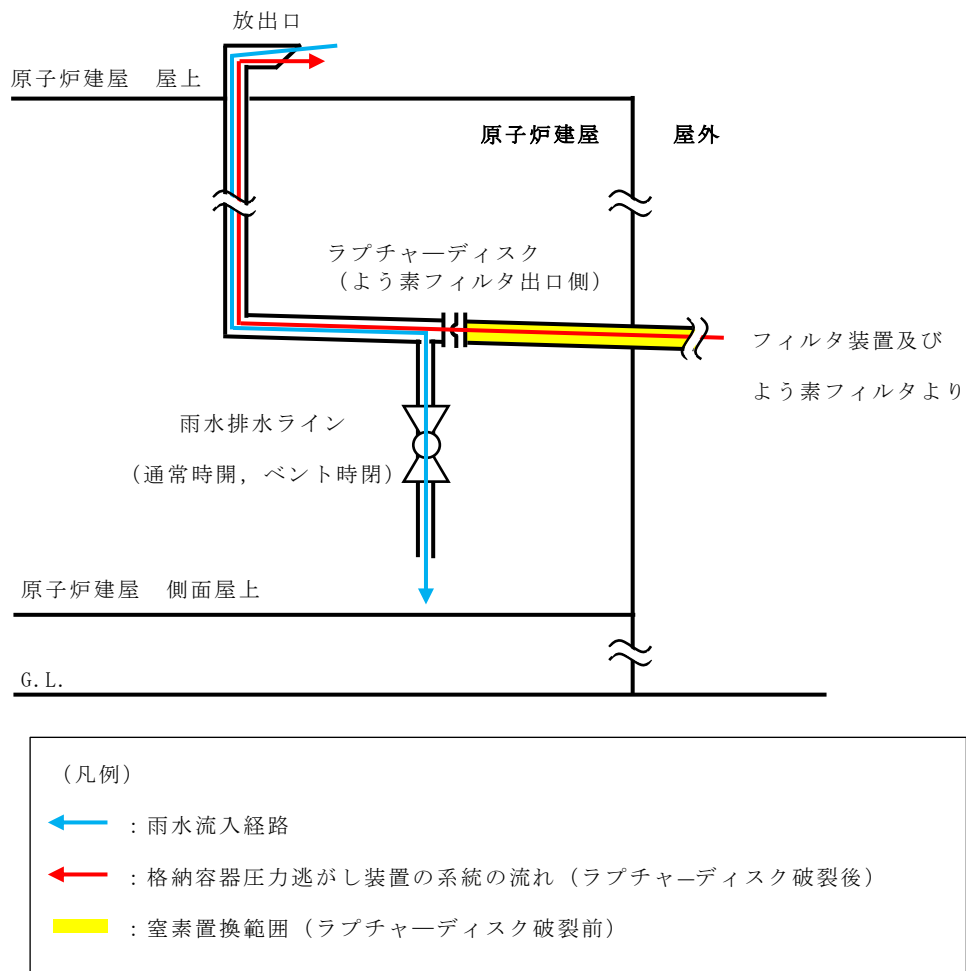 放出口
原子炉建屋　屋上
原子炉建屋　屋外
ラプチャ―ディスク
（よう素フィルタ出口側）
フィルタ装置及び
よう素フィルタより
雨水排水ライン
（通常時開，ベント時閉）
原子炉建屋　側面屋上
G.L.
（凡例）
：雨水流入経路
：格納容器圧力逃がし装置の系統の流れ（ラプチャ―ディスク破裂後）
：窒素置換範囲（ラプチャ―ディスク破裂前）